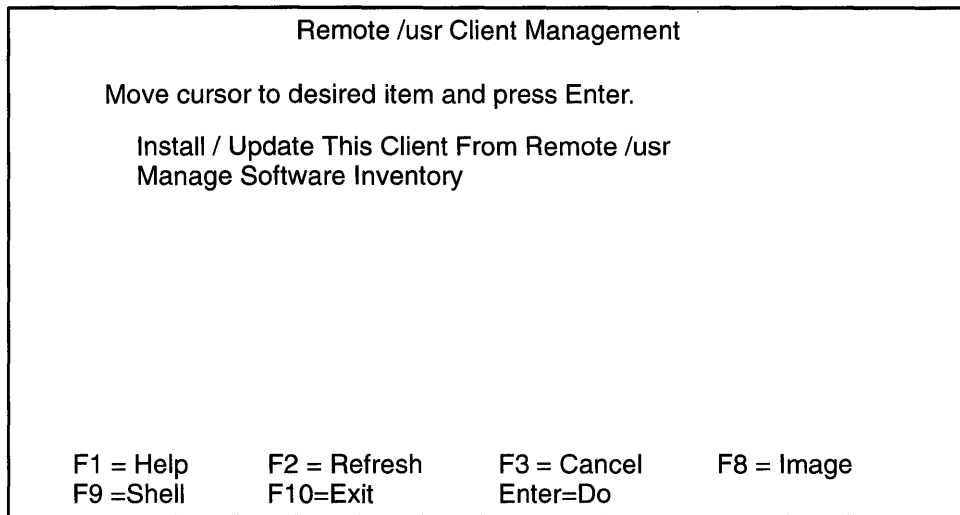 Remote /usr Client Management
Move cursor to desired item and press Enter.
Install / Update This Client From Remote /usr
Manage Software Inventory
F1 = Help F2 = Refresh F3 = Cancel F8 = Image
F9 =Shell F10=Exit Enter=Do